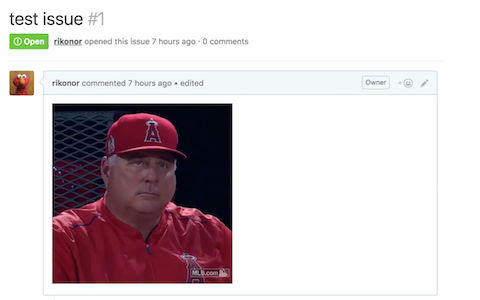 test issue #1
Open rikonor opened this issue 7 hours ago · 0 comments
rikonor commented 7 hours ago • edited Owner
A
MLB.com